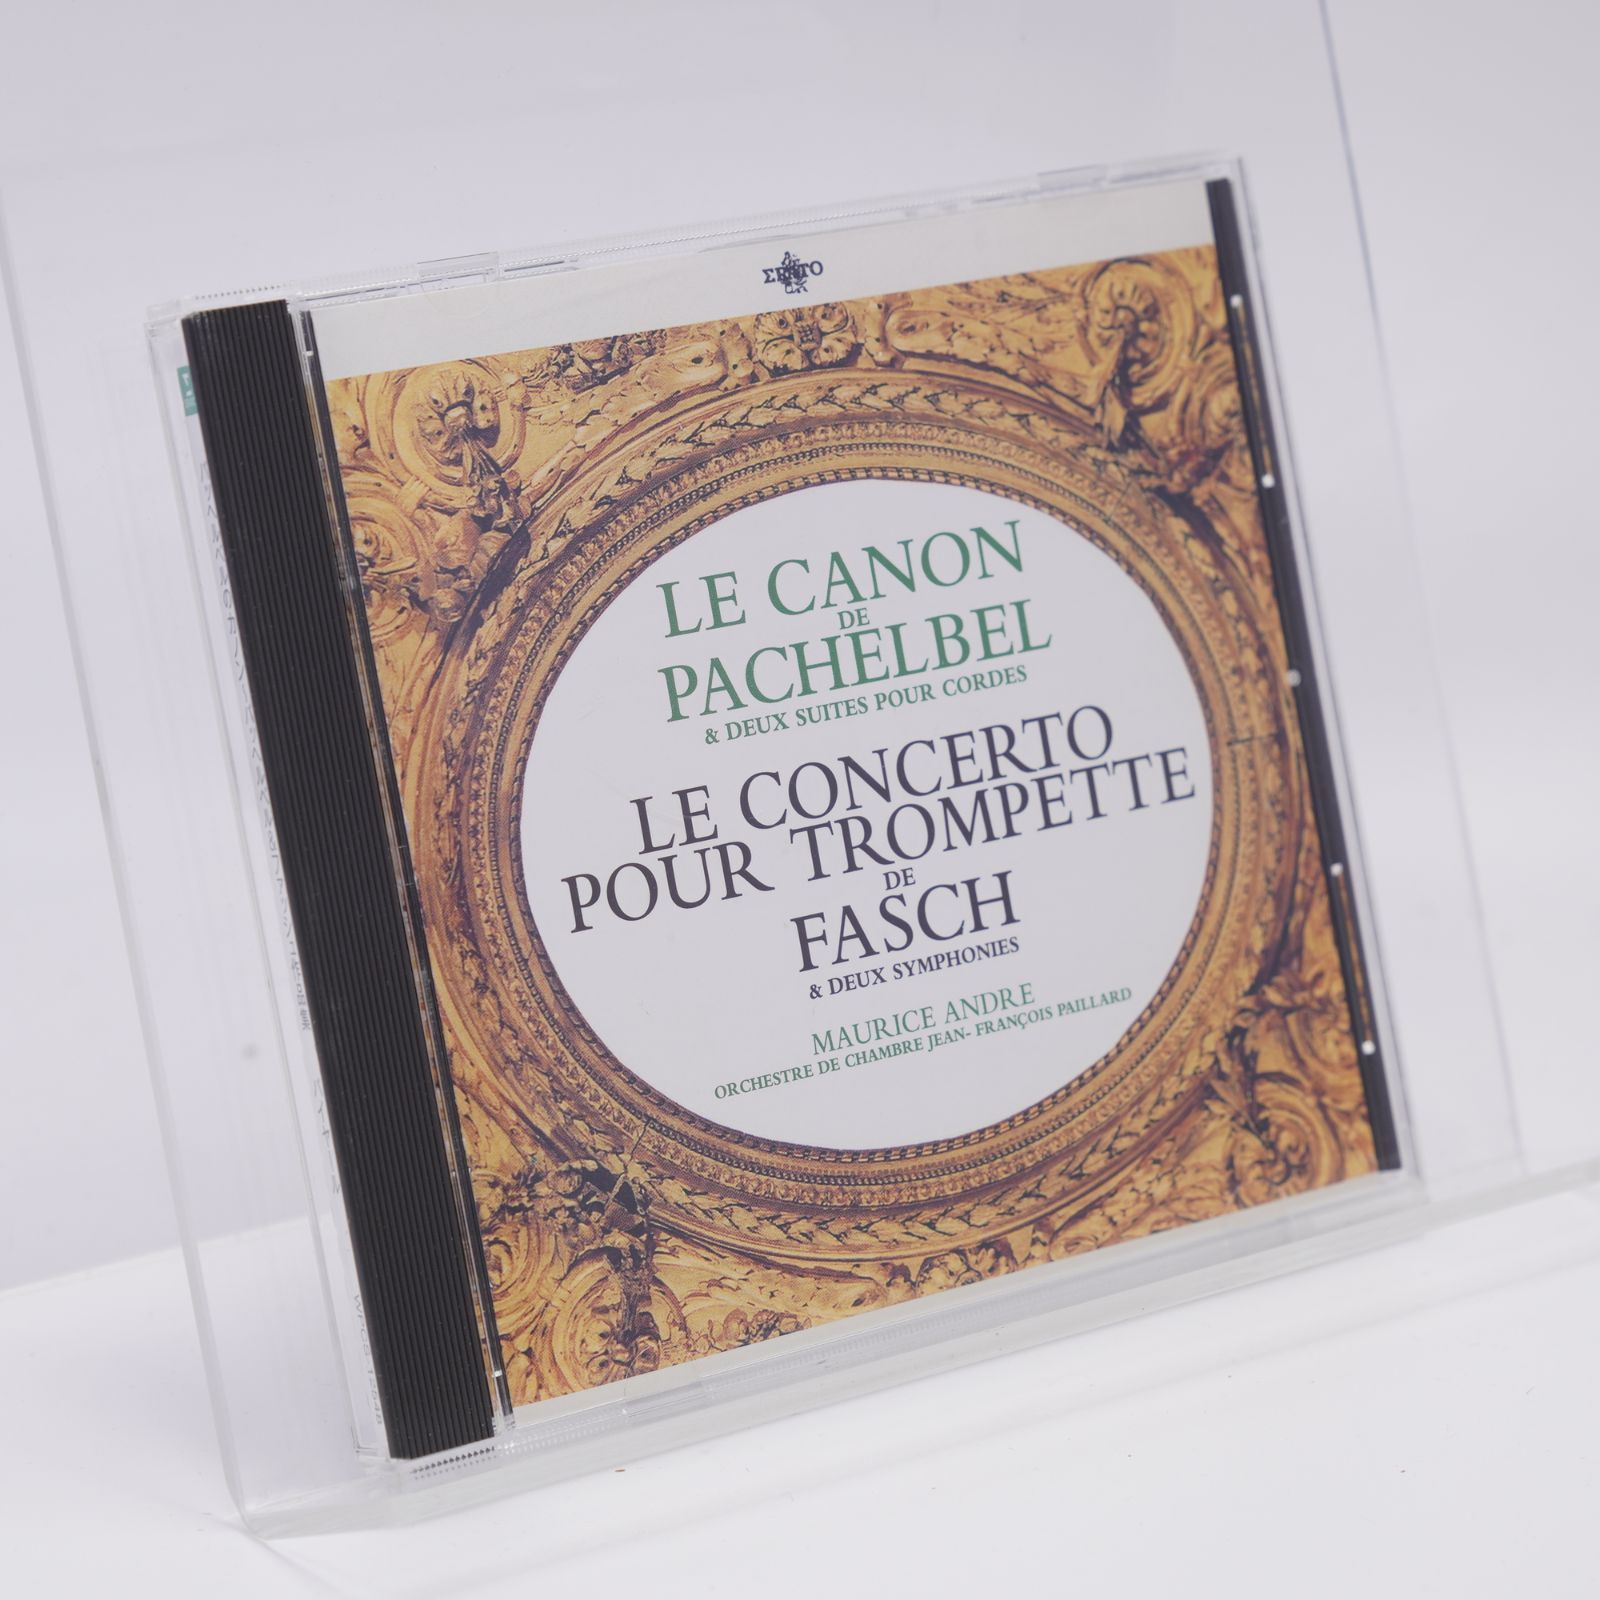 ΣRATO
LE CANON
DE
PACHELBEL
& DEUX SUITES POUR CORDES
LE CONCERTO
POUR TROMPETTE
DE
FASCH
& DEUX SYMPHONIES
MAURICE ANDRE
ORCHESTRE DE CHAMBRE JEAN- FRANÇOIS PAILLARD